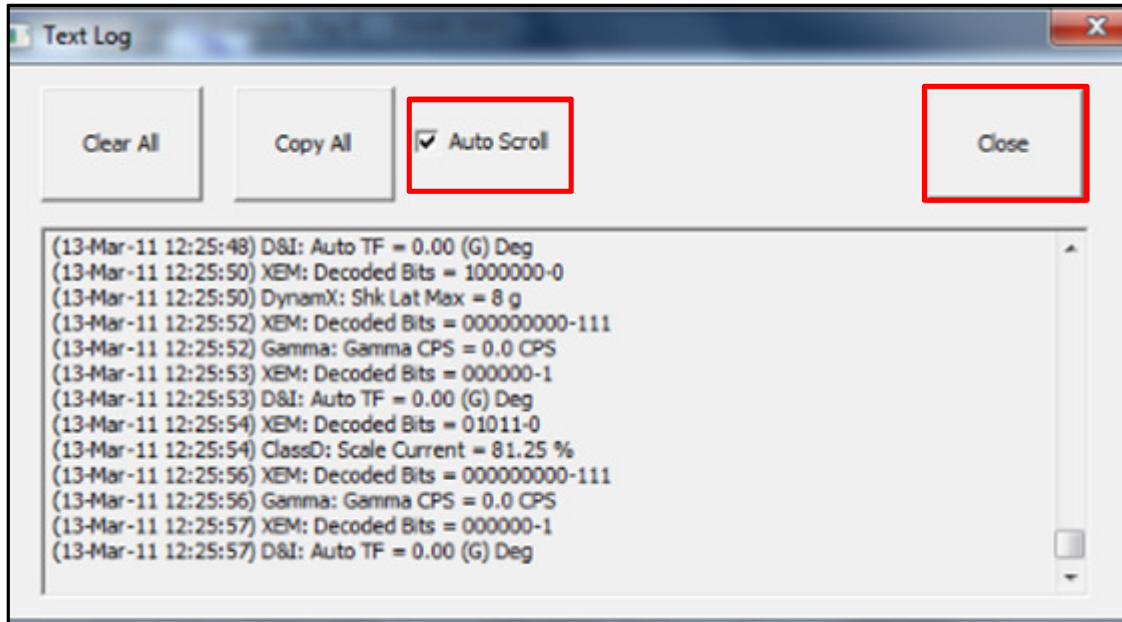 Text Log
Clear All
Copy All
Auto Scroll
Close
(13-Mar-11 12:25:48) D&I: Auto TF = 0.00 (G) Deg
(13-Mar-11 12:25:50) XEM: Decoded Bits = 1000000-0
(13-Mar-11 12:25:50) DynamX: Shk Lat Max = 8 g
(13-Mar-11 12:25:52) XEM: Decoded Bits = 000000000-111
(13-Mar-11 12:25:52) Gamma: Gamma CPS = 0.0 CPS
(13-Mar-11 12:25:53) XEM: Decoded Bits = 000000-1
(13-Mar-11 12:25:53) D&I: Auto TF = 0.00 (G) Deg
(13-Mar-11 12:25:54) XEM: Decoded Bits = 01011-0
(13-Mar-11 12:25:54) ClassD: Scale Current = 81.25 %
(13-Mar-11 12:25:56) XEM: Decoded Bits = 000000000-111
(13-Mar-11 12:25:56) Gamma: Gamma CPS = 0.0 CPS
(13-Mar-11 12:25:57) XEM: Decoded Bits = 000000-1
(13-Mar-11 12:25:57) D&I: Auto TF = 0.00 (G) Deg